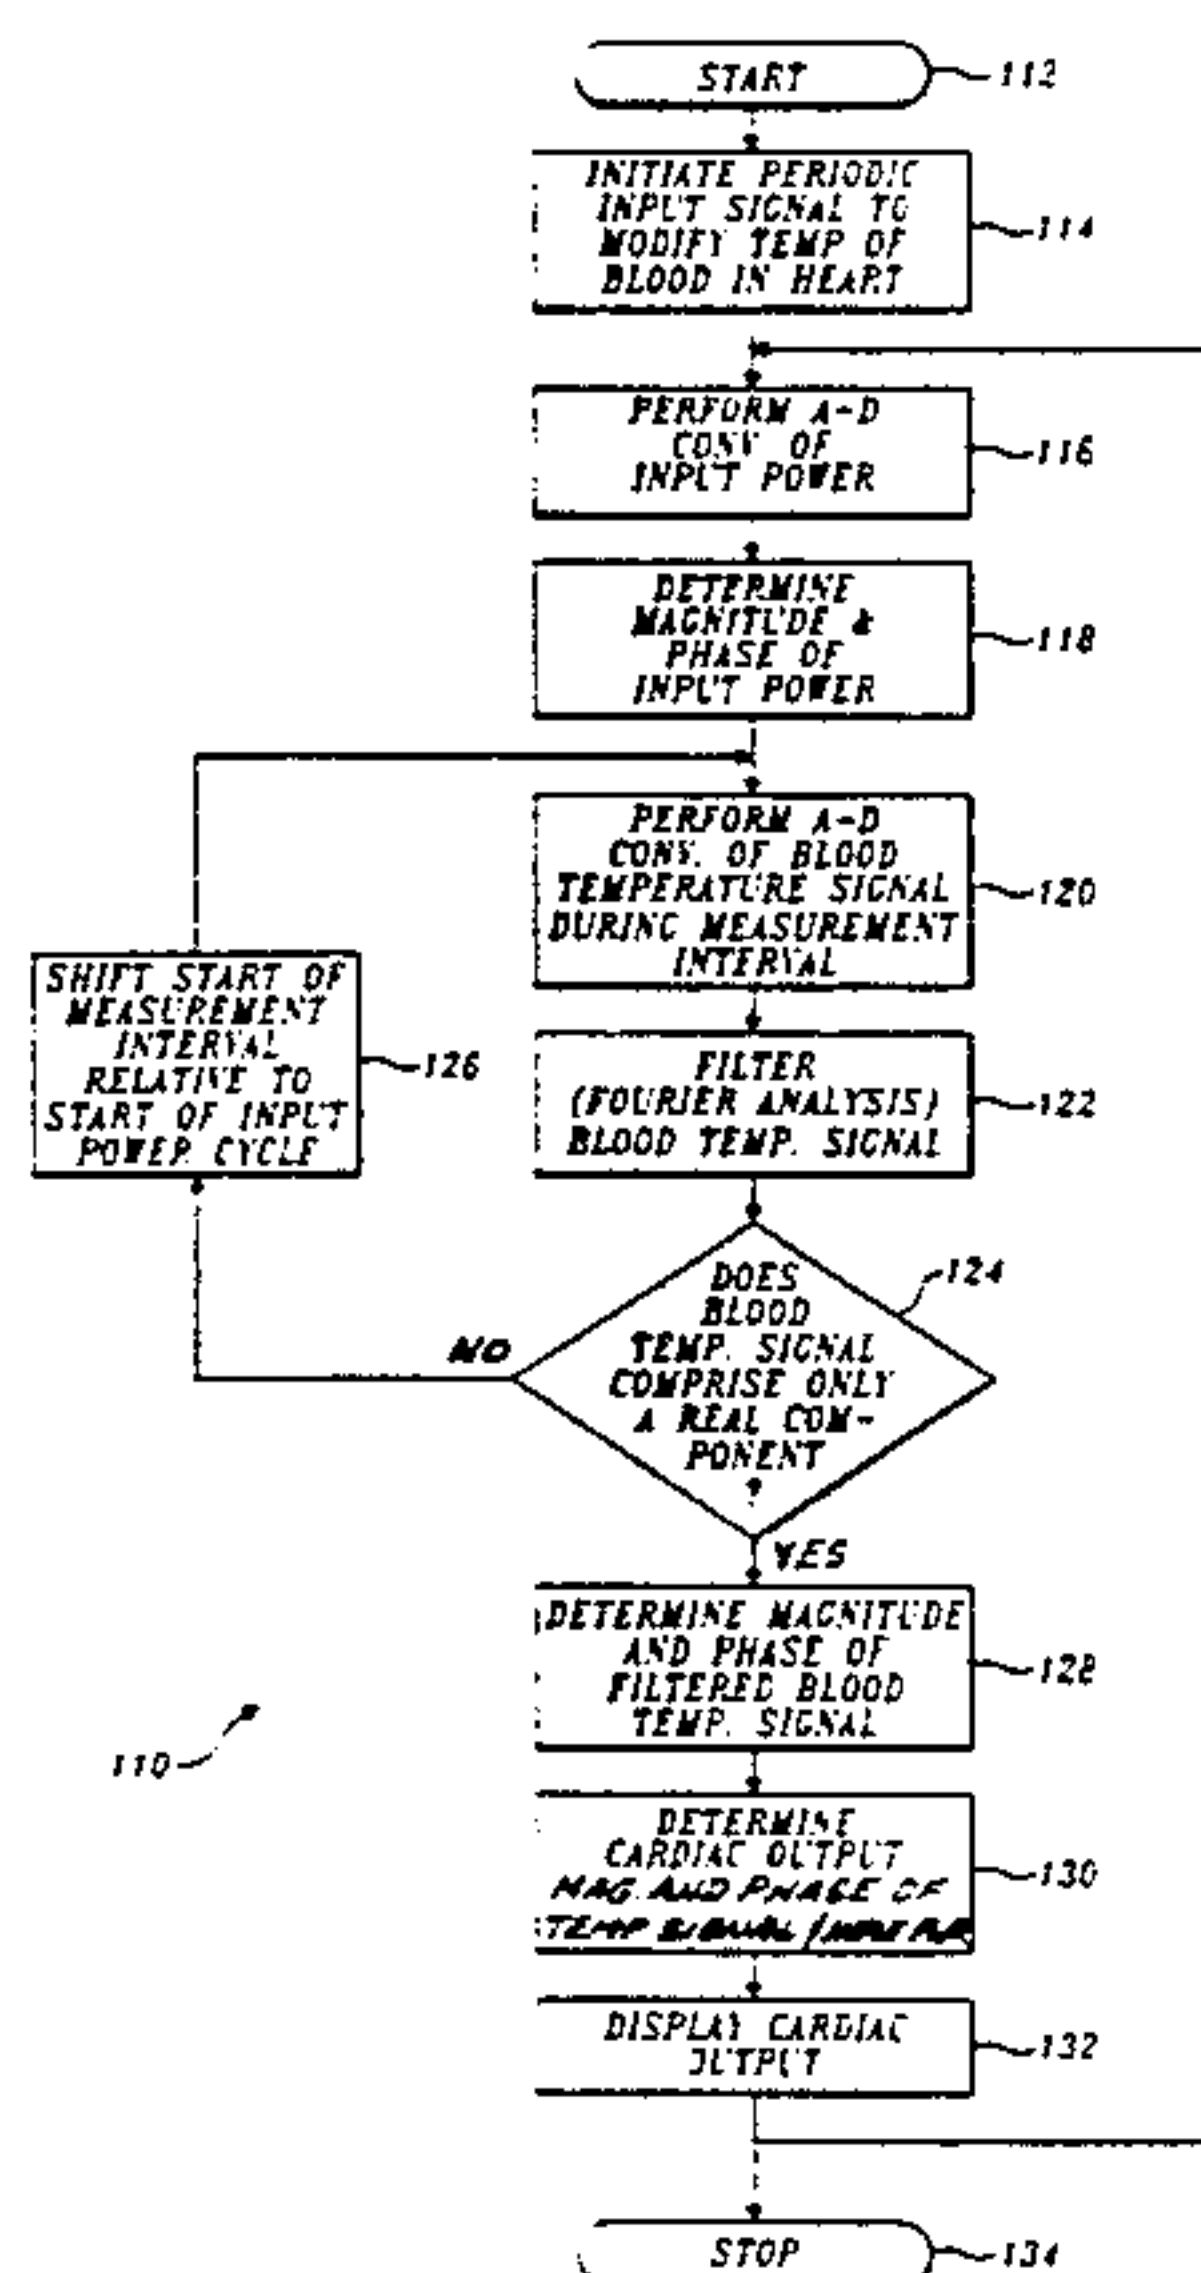 START
112
INITIATE PERIODIC
INPUT SIGNAL TO
MODIFY TEMP OF
BLOOD IN HEART
114
PERFORM A-D
CONV. OF
INPUT POWER
116
DETERMINE
MAGNITUDE &
PHASE OF
INPUT POWER
118
PERFORM A-D
CONV. OF BLOOD
TEMPERATURE SIGNAL
DURING MEASUREMENT
INTERVAL
120
SHIFT START OF
MEASUREMENT
INTERVAL
RELATIVE TO
START OF INPUT
POWER CYCLE
126
FILTER
(FOURIER ANALYSIS)
BLOOD TEMP. SIGNAL
122
DOES
BLOOD
TEMP. SIGNAL
COMPRISE ONLY
A REAL COM-
PONENT
?
124
NO
YES
DETERMINE MAGNITUDE
AND PHASE OF
FILTERED BLOOD
TEMP. SIGNAL
128
110
DETERMINE
CARDIAC OUTPUT
MAG. AND PHASE OF
TEMP SIGNAL /
130
DISPLAY CARDIAC
OUTPUT
132
STOP
134